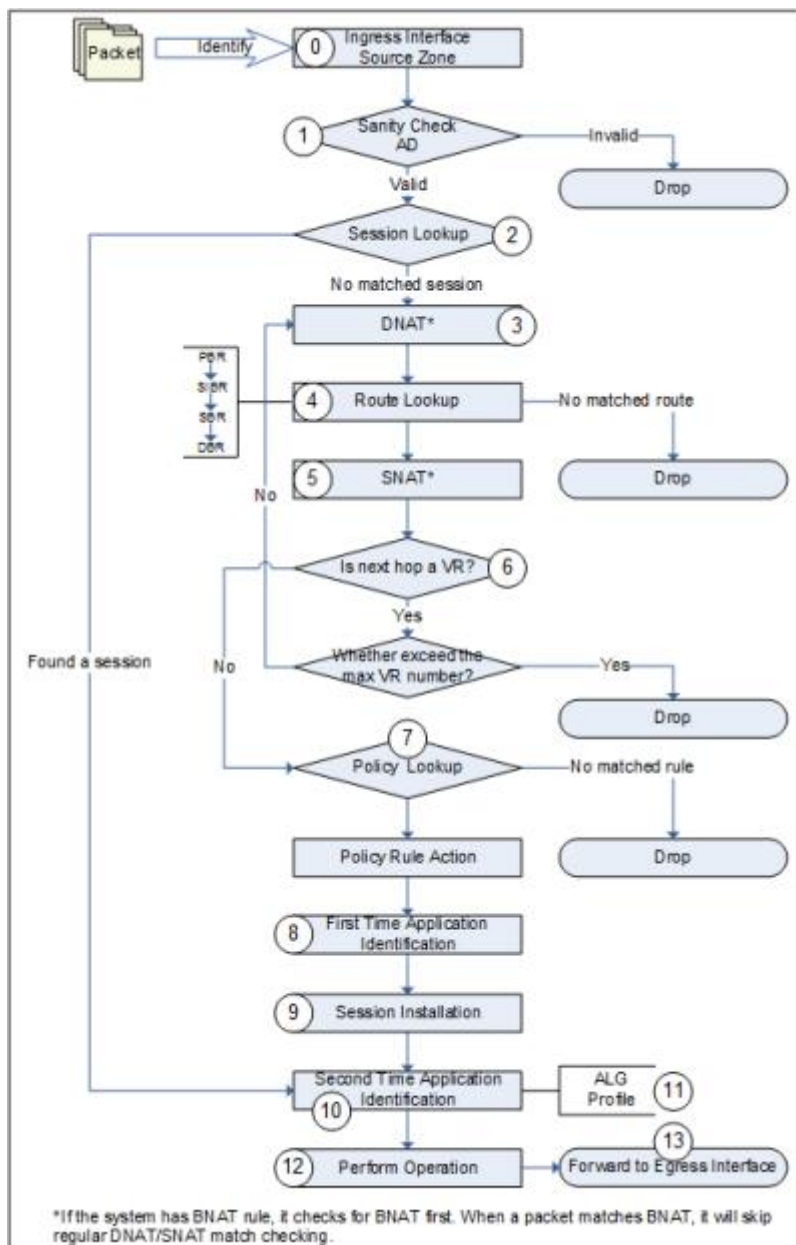 Packet
Identify
0
Ingress Interface
Source Zone
1
Sanity Check
AD
Invalid
Drop
Valid
Session Lookup
2
No matched session
DNAT*
3
PBR
SIBR
SBR
DBR
4
Route Lookup
No matched route
Drop
5
SNAT*
No
Is next hop a VR?
6
Yes
Found a session
No
Whether exceed the
max VR number?
Yes
Drop
7
Policy Lookup
No matched rule
Policy Rule Action
Drop
8
First Time Application
Identification
9
Session Installation
Second Time Application
Identification
10
ALG
Profile
11
12
Perform Operation
13
Forward to Egress Interface
*If the system has BNAT rule, it checks for BNAT first. When a packet matches BNAT, it will skip
regular DNAT/SNAT match checking.